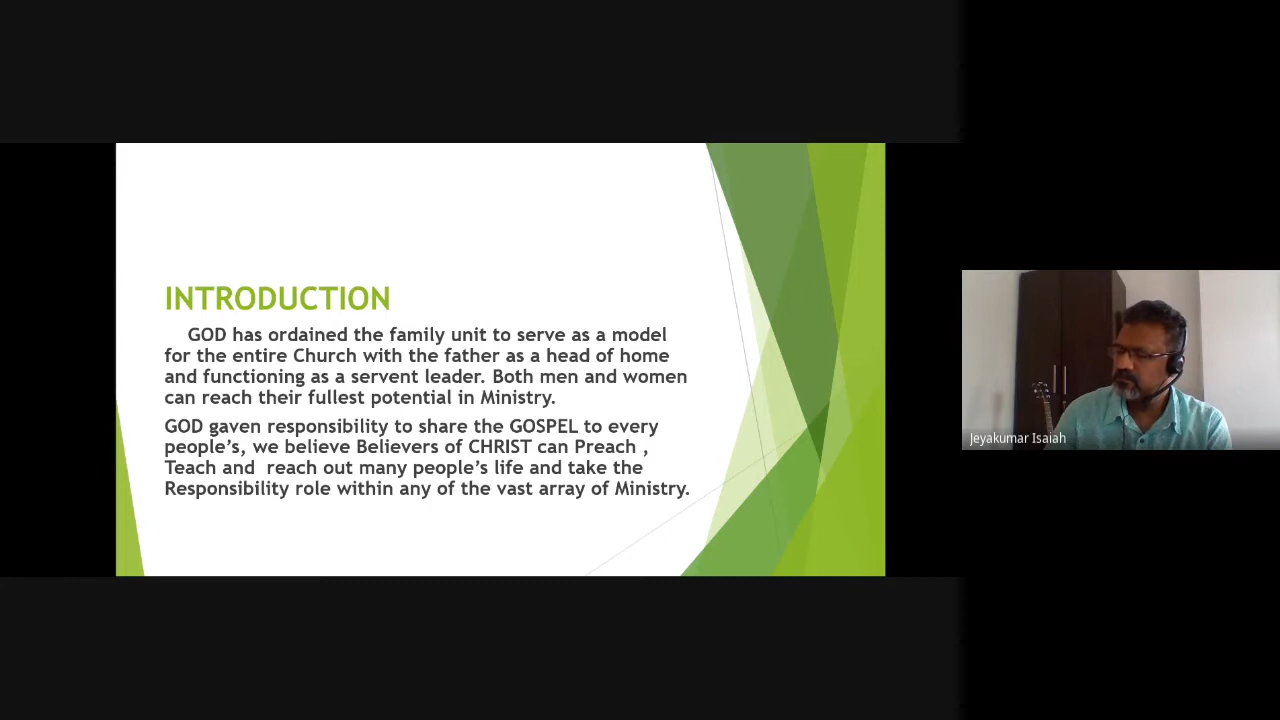 INTRODUCTION
GOD has ordained the family unit to serve as a model
for the entire Church with the father as a head of home
and functioning as a servent leader. Both men and women
can reach their fullest potential in Ministry.
GOD gaven responsibility to share the GOSPEL to every
people’s, we believe Believers of CHRIST can Preach ,
Teach and  reach out many people’s life and take the
Responsibility role within any of the vast array of Ministry.
Jeyakumar Isaiah